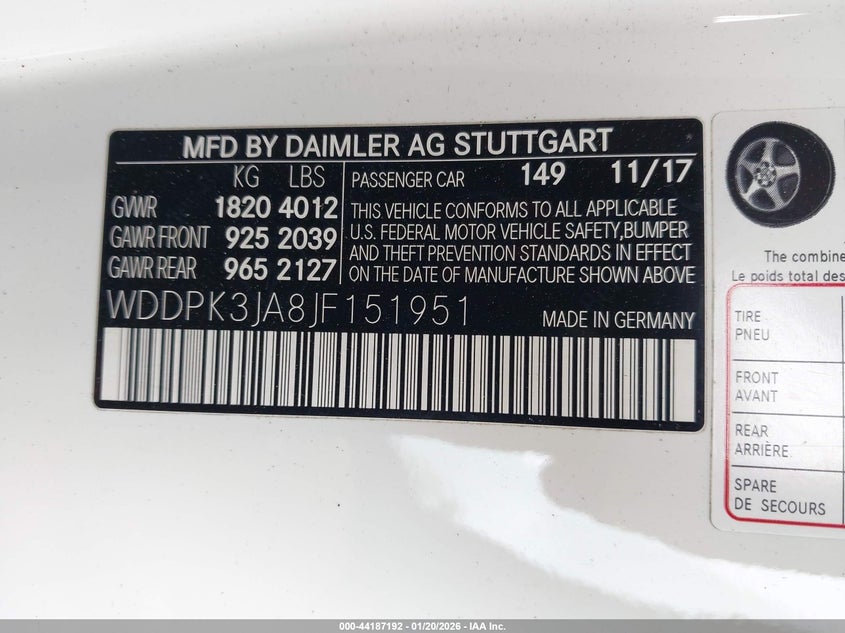 MFD BY DAIMLER AG STUTTGART
KG LBS
GVWR 1820 4012
GAWR FRONT 925 2039
GAWR REAR 965 2127
PASSENGER CAR 149 11/17
THIS VEHICLE CONFORMS TO ALL APPLICABLE
U.S. FEDERAL MOTOR VEHICLE SAFETY,BUMPER
AND THEFT PREVENTION STANDARDS IN EFFECT
ON THE DATE OF MANUFACTURE SHOWN ABOVE
WDDPK3JA8JF151951
MADE IN GERMANY
The combine
Le poids total des
TIRE
PNEU
FRONT
AVANT
REAR
ARRIÈRE
SPARE
DE SECOURS
000-44187192 - 01/20/2026 - IAA Inc.